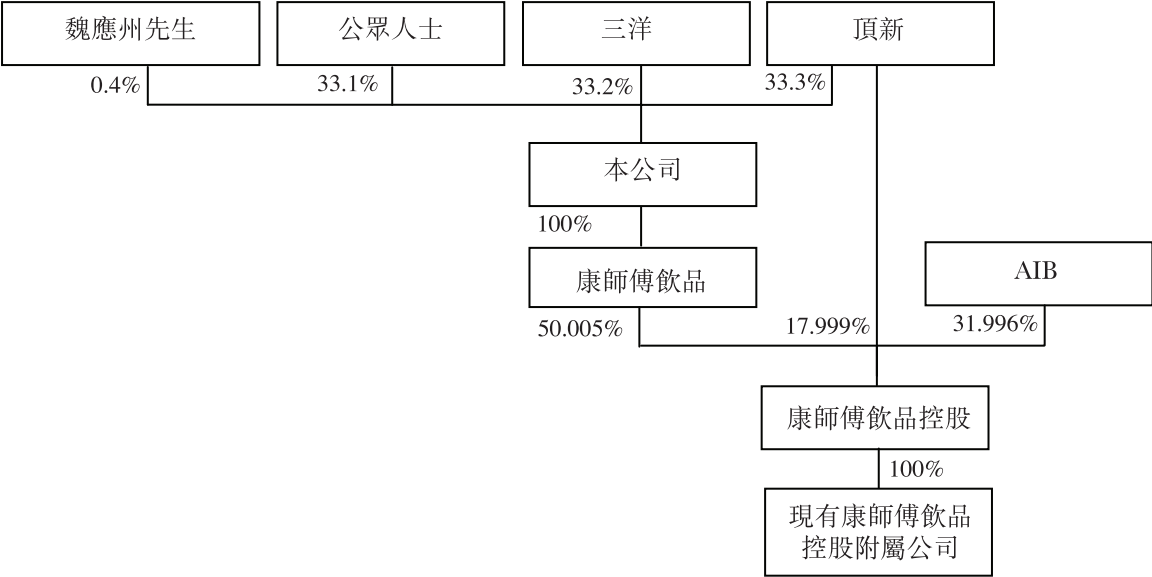 魏應州先生
公眾人士
三洋
頂新
0.4%
33.1%
33.2%
33.3%
本公司
100%
康師傅飲品
AIB
50.005%
17.999%
31.996%
康師傅飲品控股
100%
現有康師傅飲品
控股附屬公司